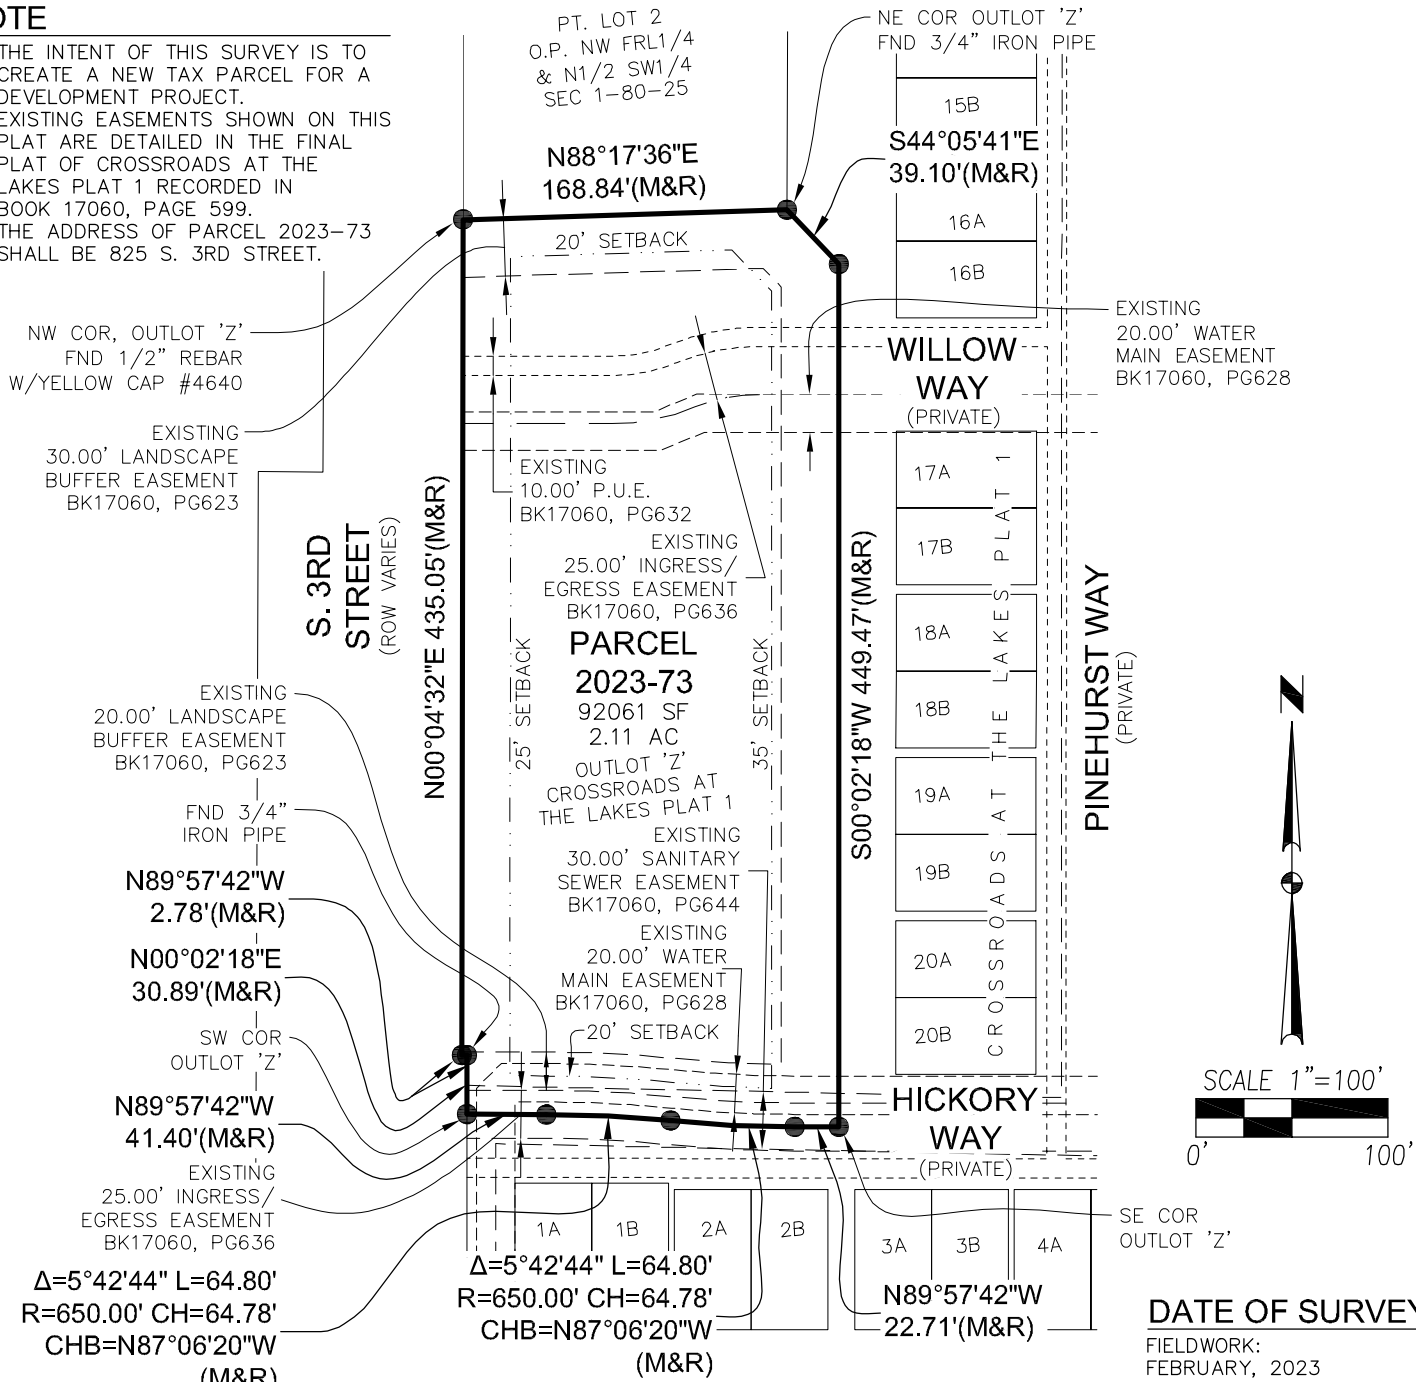 OTE
THE INTENT OF THIS SURVEY IS TO
CREATE A NEW TAX PARCEL FOR A
DEVELOPMENT PROJECT.
EXISTING EASEMENTS SHOWN ON THIS
PLAT ARE DETAILED IN THE FINAL
PLAT OF CROSSROADS AT THE
LAKES PLAT 1 RECORDED IN
BOOK 17060, PAGE 599.
THE ADDRESS OF PARCEL 2023-73
SHALL BE 825 S. 3RD STREET.
PT. LOT 2
O.P. NW FRL1/4
& N1/2 SW1/4
SEC 1-80-25
NE COR OUTLOT 'Z'
FND 3/4" IRON PIPE
15B
S44°05'41"E
39.10'(M&R)
16A
16B
N88°17'36"E
168.84'(M&R)
20' SETBACK
NW COR, OUTLOT 'Z'
FND 1/2" REBAR
W/YELLOW CAP #4640
EXISTING
30.00' LANDSCAPE
BUFFER EASEMENT
BK17060, PG623
EXISTING
20.00' WATER
MAIN EASEMENT
BK17060, PG628
WILLOW
WAY
(PRIVATE)
EXISTING
10.00' P.U.E.
BK17060, PG632
EXISTING
25.00' INGRESS/
EGRESS EASEMENT
BK17060, PG636
S. 3RD
STREET
(ROW VARIES)
N00°04'32"E 435.05'(M&R)
25' SETBACK
PARCEL
2023-73
92061 SF
2.11 AC
OUTLOT 'Z'
CROSSROADS AT
THE LAKES PLAT 1
35' SETBACK
S00°02'18"W 449.47'(M&R)
17A
17B
18A
18B
19A
19B
20A
20B
CROSSROADS AT THE LAKES PLAT 1
PINEHURST WAY
(PRIVATE)
N
EXISTING
20.00' LANDSCAPE
BUFFER EASEMENT
BK17060, PG623
FND 3/4"
IRON PIPE
N89°57'42"W
2.78'(M&R)
N00°02'18"E
30.89'(M&R)
SW COR
OUTLOT 'Z'
N89°57'42"W
41.40'(M&R)
EXISTING
25.00' INGRESS/
EGRESS EASEMENT
BK17060, PG636
EXISTING
30.00' SANITARY
SEWER EASEMENT
BK17060, PG644
EXISTING
20.00' WATER
MAIN EASEMENT
BK17060, PG628
20' SETBACK
HICKORY
WAY
(PRIVATE)
SCALE 1"=100'
0' 100'
1A
1B
2A
2B
3A
3B
4A
SE COR
OUTLOT 'Z'
Δ=5°42'44" L=64.80'
R=650.00' CH=64.78'
CHB=N87°06'20"W
(M&R)
Δ=5°42'44" L=64.80'
R=650.00' CH=64.78'
CHB=N87°06'20"W
(M&R)
N89°57'42"W
22.71'(M&R)
DATE OF SURVEY
FIELDWORK:
FEBRUARY, 2023